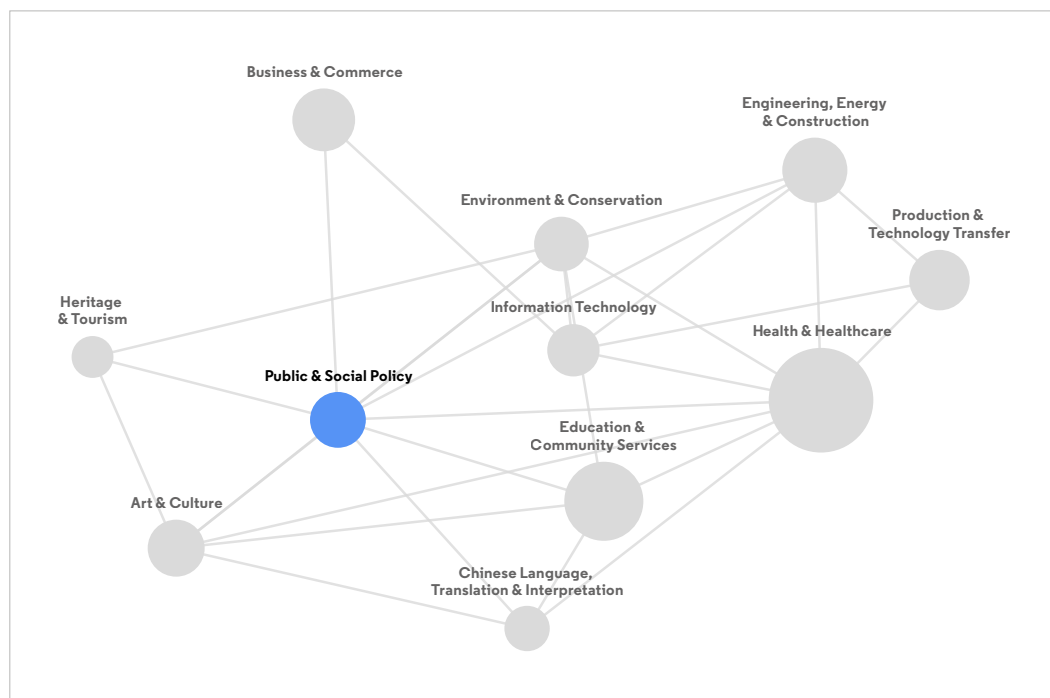 Business & Commerce
Engineering, Energy
& Construction
Environment & Conservation
Production &
Technology Transfer
Heritage
& Tourism
Information Technology
Health & Healthcare
Public & Social Policy
Education &
Community Services
Art & Culture
Chinese Language,
Translation & Interpretation